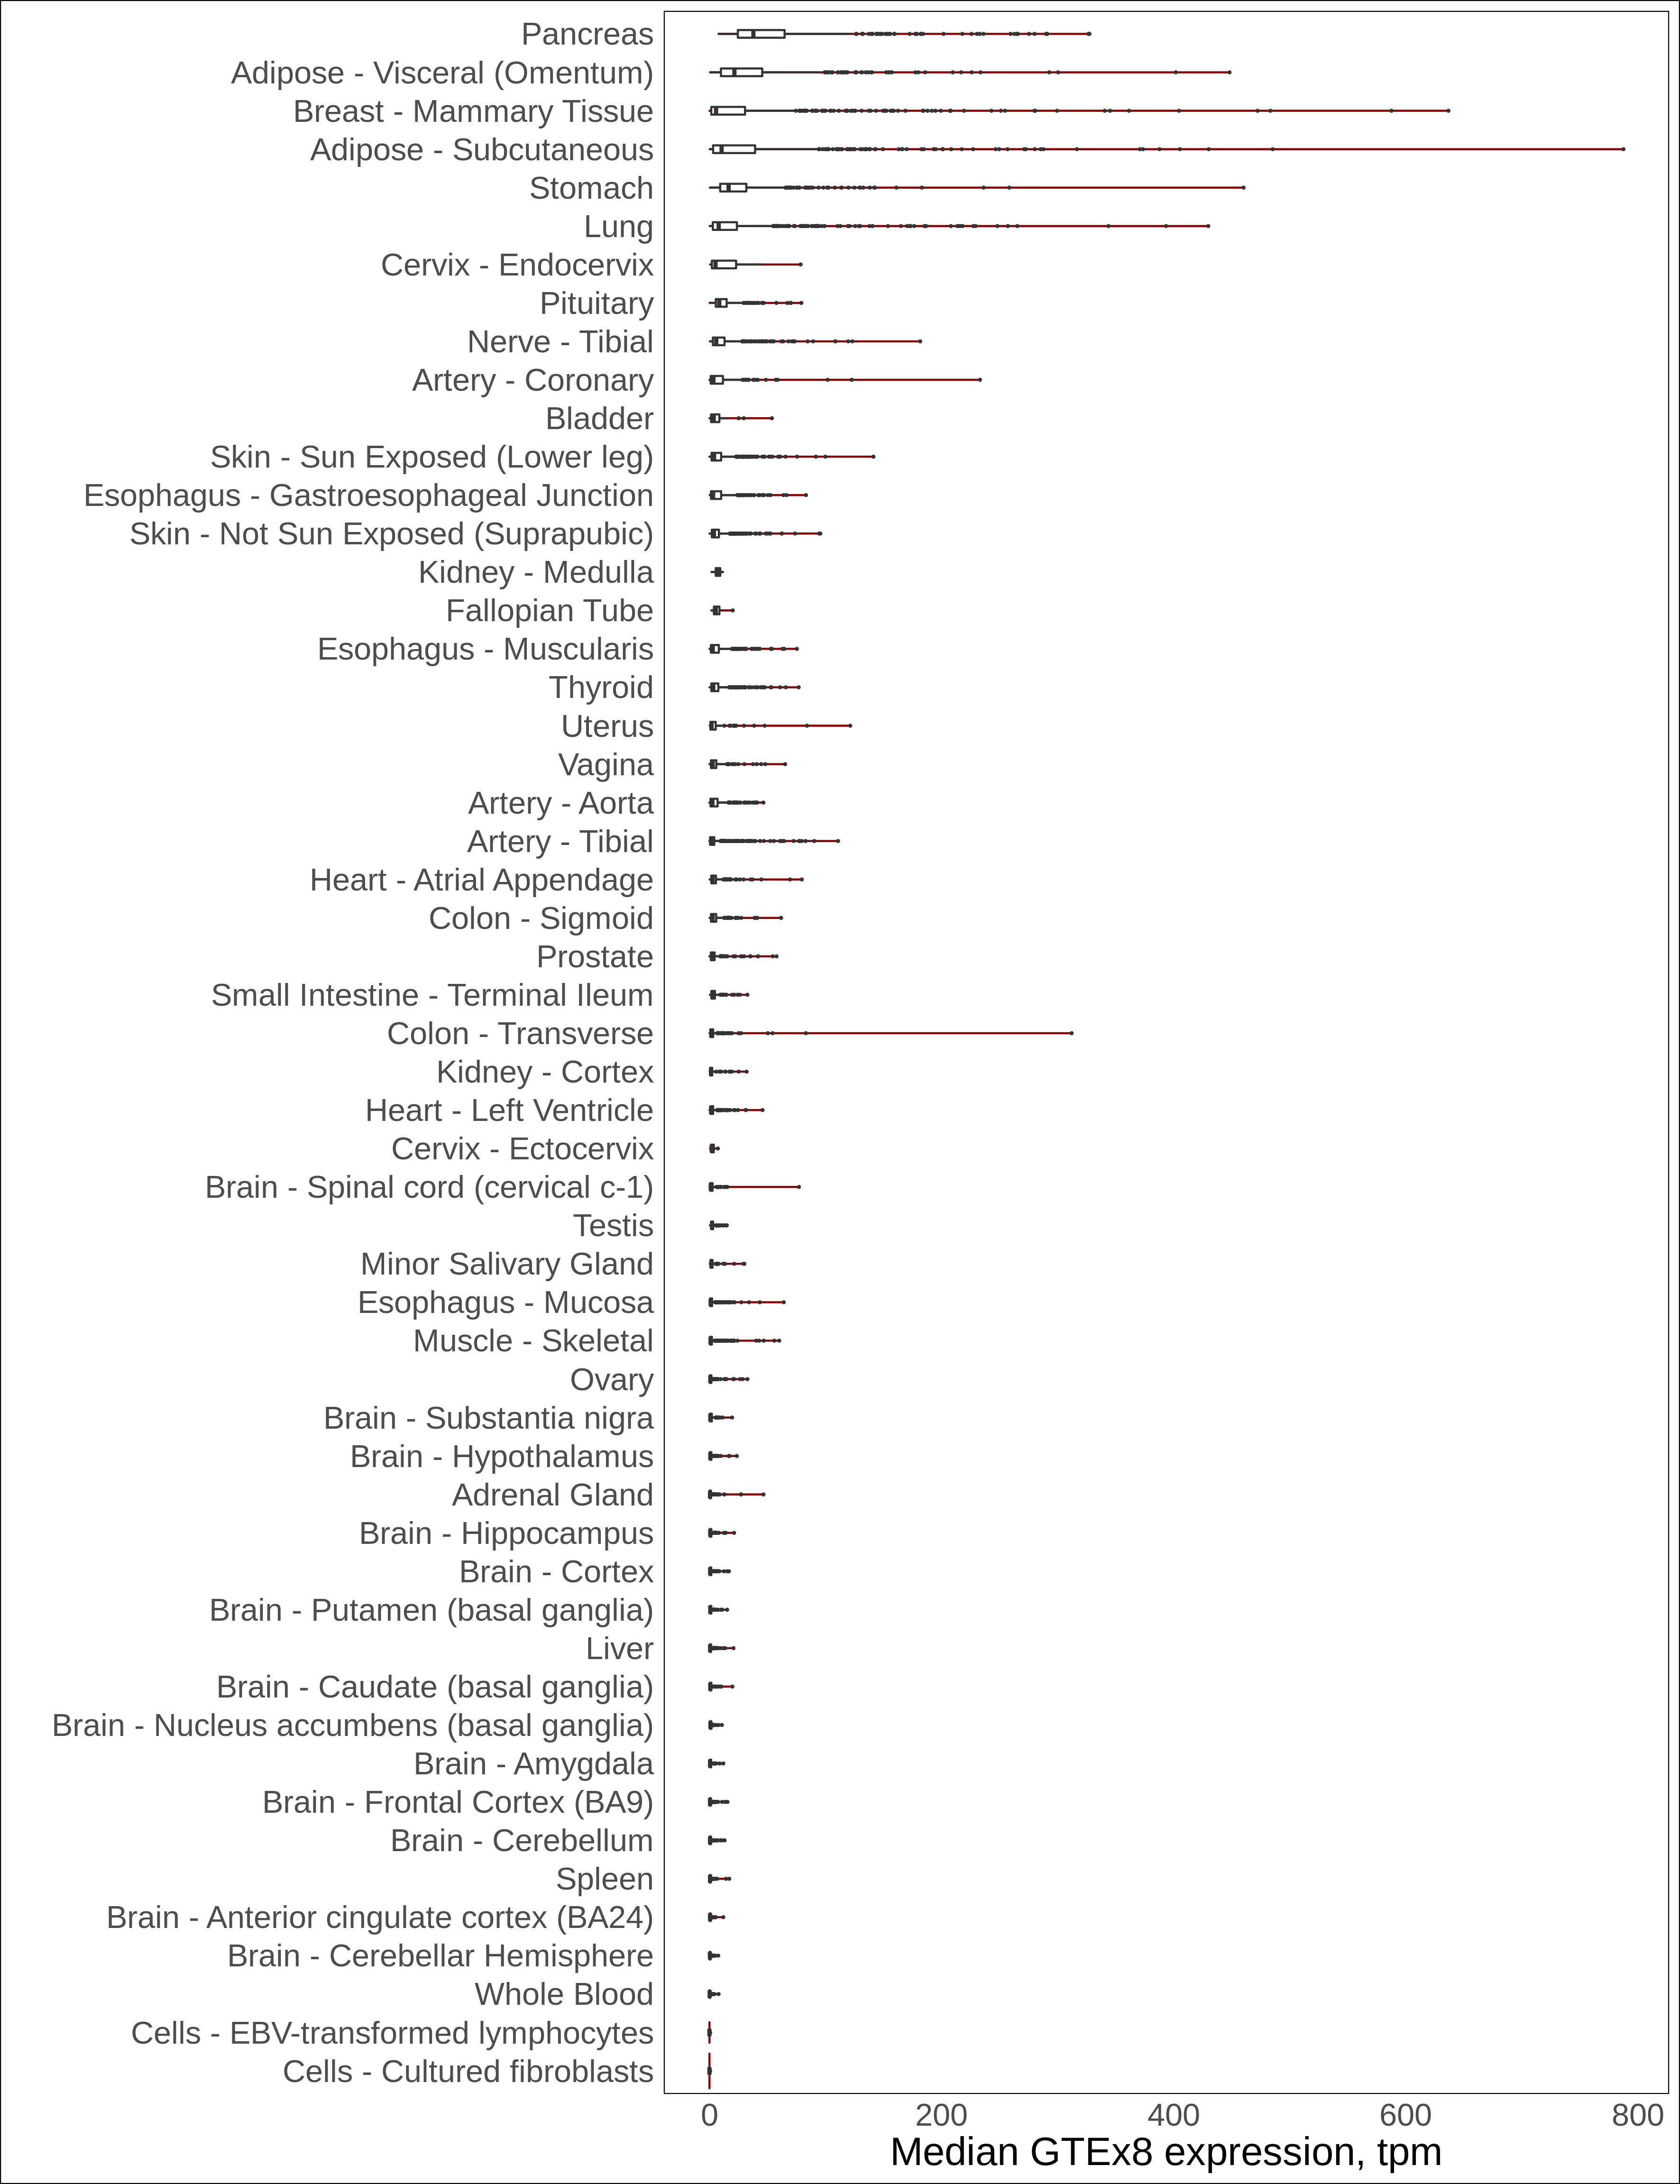 Pancreas
Adipose - Visceral (Omentum)
Breast - Mammary Tissue
Adipose - Subcutaneous
Stomach
Lung
Cervix - Endocervix
Pituitary
Nerve - Tibial
Artery - Coronary
Bladder
Skin - Sun Exposed (Lower leg)
Esophagus - Gastroesophageal Junction
Skin - Not Sun Exposed (Suprapubic)
Kidney - Medulla
Fallopian Tube
Esophagus - Muscularis
Thyroid
Uterus
Vagina
Artery - Aorta
Artery - Tibial
Heart - Atrial Appendage
Colon - Sigmoid
Prostate
Small Intestine - Terminal Ileum
Colon - Transverse
Kidney - Cortex
Heart - Left Ventricle
Cervix - Ectocervix
Brain - Spinal cord (cervical c-1)
Testis
Minor Salivary Gland
Esophagus - Mucosa
Muscle - Skeletal
Ovary
Brain - Substantia nigra
Brain - Hypothalamus
Adrenal Gland
Brain - Hippocampus
Brain - Cortex
Brain - Putamen (basal ganglia)
Liver
Brain - Caudate (basal ganglia)
Brain - Nucleus accumbens (basal ganglia)
Brain - Amygdala
Brain - Frontal Cortex (BA9)
Brain - Cerebellum
Spleen
Brain - Anterior cingulate cortex (BA24)
Brain - Cerebellar Hemisphere
Whole Blood
Cells - EBV-transformed lymphocytes
Cells - Cultured fibroblasts
0 200 400 600 800
Median GTEx8 expression, tpm